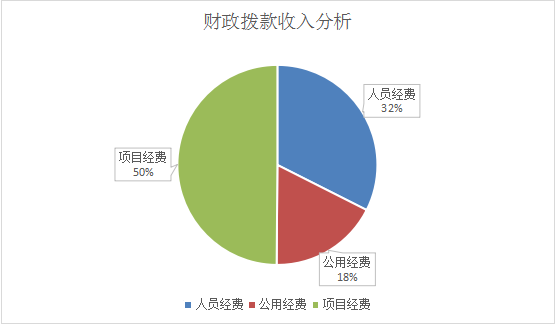 财政拨款收入分析
人员经费
32%
项目经费
50%
公用经费
18%
人员经费 公用经费 项目经费